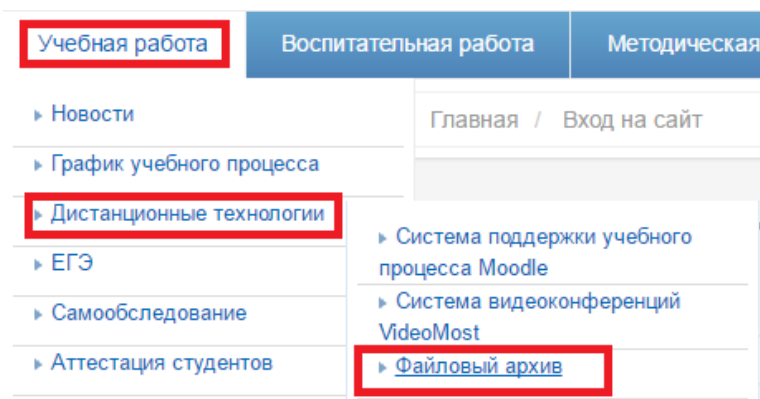 Учебная работа
Воспитательная работа
Методическая
Новости
График учебного процесса
Дистанционные технологии
ЕГЭ
Самообследование
Аттестация студентов
Главная / Вход на сайт
Система поддержки учебного
процесса Moodle
Система видеоконференций
VideoMost
Файловый архив